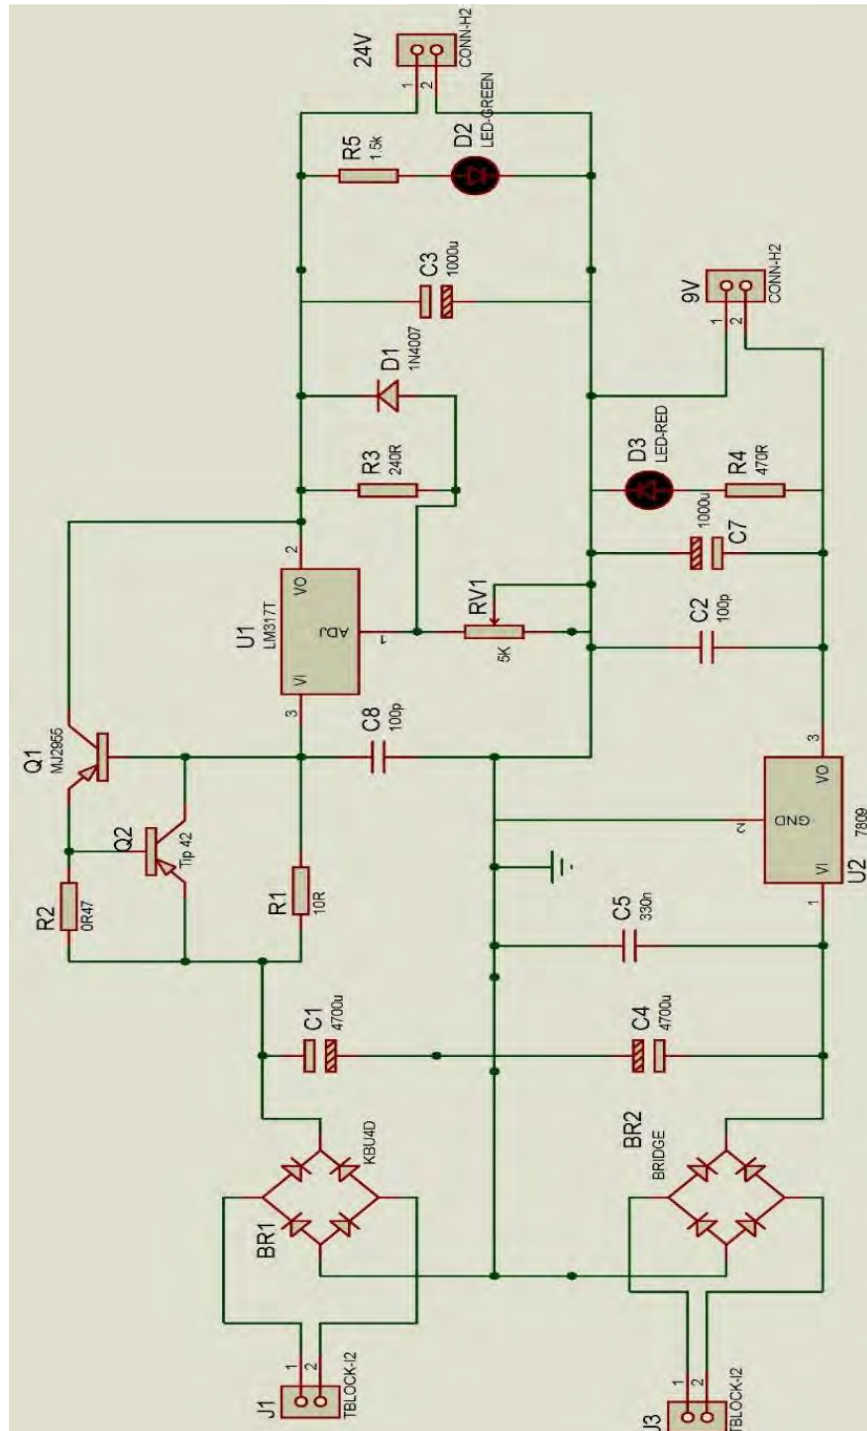 24V
CONN-H2
1
2
R5
1.5k
D2
LED-GREEN
C3
1000u
D1
1N4007
9V
CONN-H2
1
2
R3
240R
D3
LED-RED
R4
470R
1000u
C7
U1
LM317T
VO
2
ADJ
1
VI
3
RV1
5K
C2
100p
C8
100p
Q1
MJ2955
Q2
Tip 42
R2
0R47
R1
10R
3
VO
2
GND
VI
1
7809
U2
C5
330n
C1
4700u
C4
4700u
BR1
KBU4D
BR2
BRIDGE
1
2
J1
TBLOCK-I2
1
2
J3
TBLOCK-I2